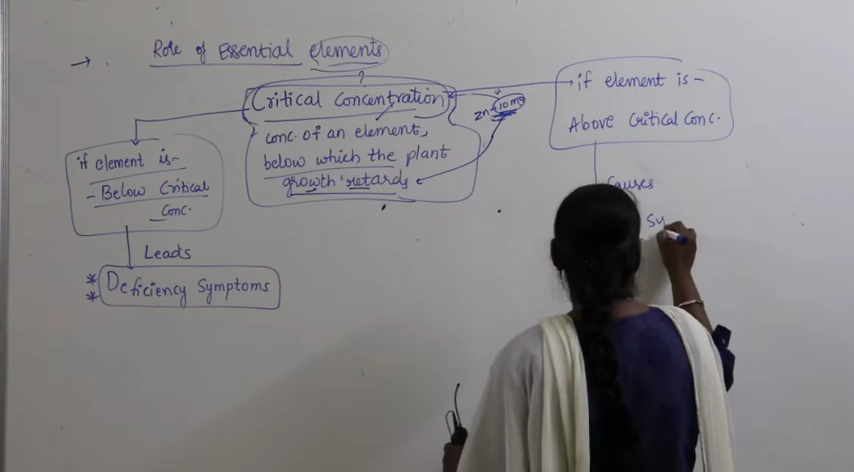 → Role of Essential elements
?
Critical Concentration
conc. of an element,
below which the plant
growth retards
Zn - 10 mg
if element is -
Above Critical Conc.
if element is -
- Below Critical
Conc.
Leads
* Deficiency Symptoms
*
Causes
Sy